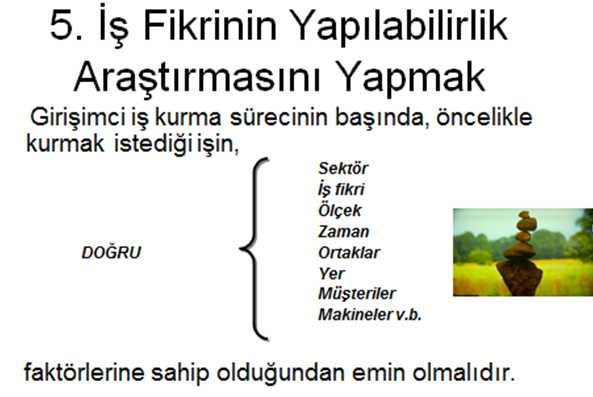 5. İş Fikrinin Yapılabilirlik
Araştırmasını Yapmak
Girişimci iş kurma sürecinin başında, öncelikle
kurmak istediği işin,
DOĞRU
Sektör
İş fikri
Ölçek
Zaman
Ortaklar
Yer
Müşteriler
Makineler v.b.
faktörlerine sahip olduğundan emin olmalıdır.